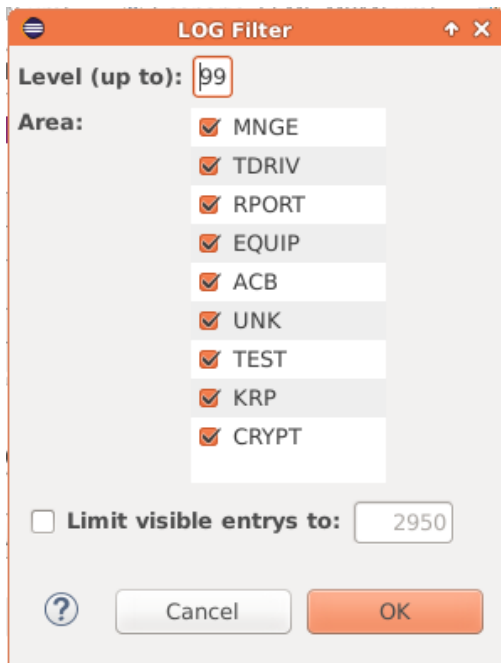 LOG Filter
Level (up to): 99
Area:
MNGE
TDRIV
RPORT
EQUIP
ACB
UNK
TEST
KRP
CRYPT
Limit visible entrys to: 2950
? Cancel OK